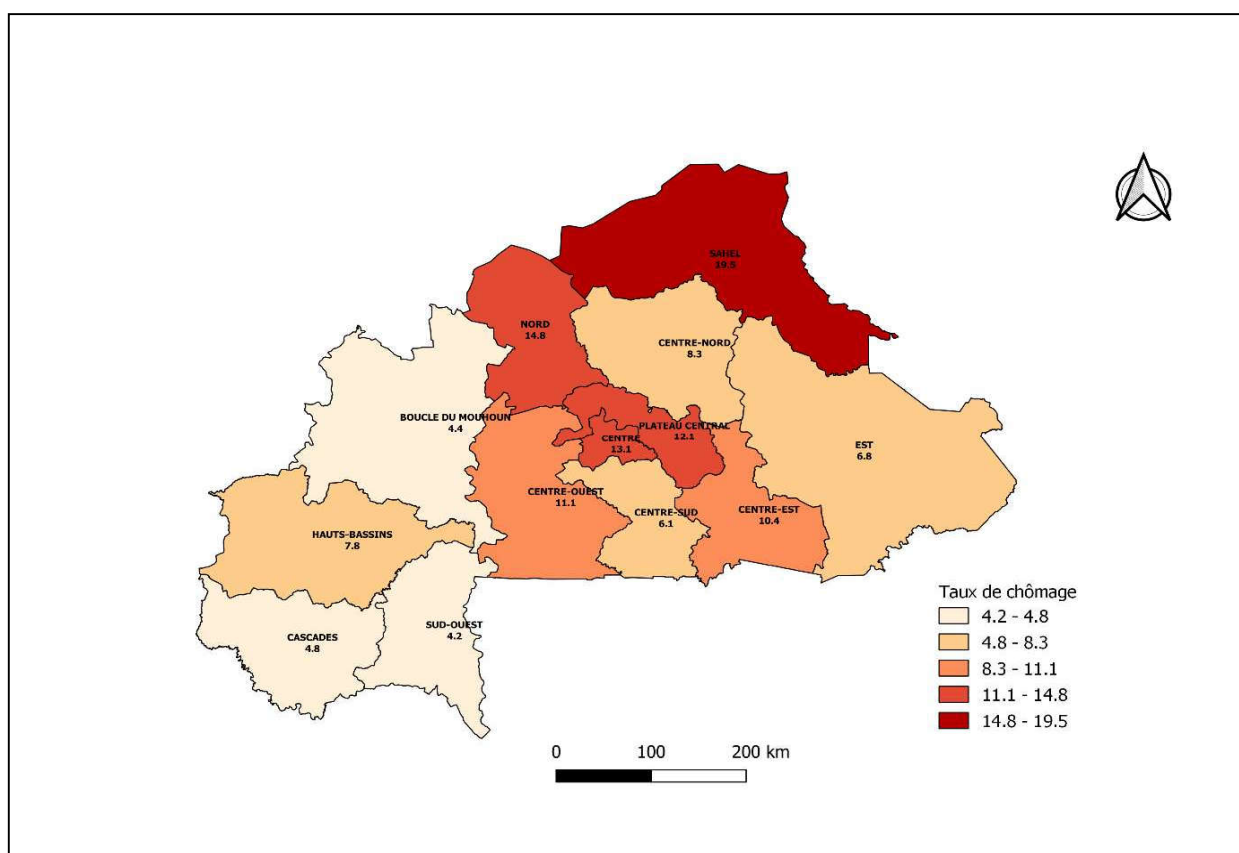 SAHEL
19.5
NORD
14.8
CENTRE-NORD
8.3
BOUCLE DU MOUHOUN
4.4
PLATEAU CENTRAL
12.1
CENTRE
13.1
EST
6.8
CENTRE-OUEST
11.1
CENTRE-SUD
6.1
CENTRE-EST
10.4
HAUTS-BASSINS
7.8
CASCADES
4.8
SUD-OUEST
4.2
Taux de chômage
4.2 - 4.8
4.8 - 8.3
8.3 - 11.1
11.1 - 14.8
14.8 - 19.5
0 100 200 km